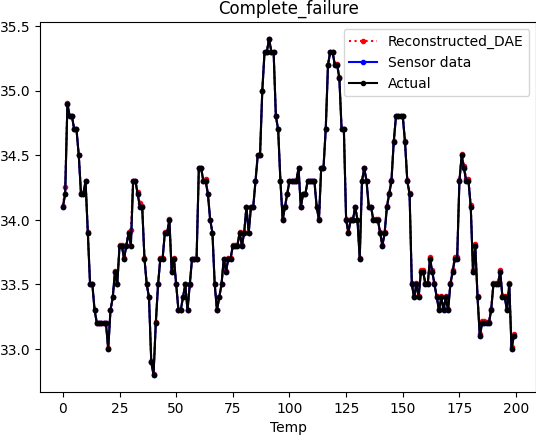 Complete_failure
35.5
35.0
34.5
34.0
33.5
33.0
Reconstructed_DAE
Sensor data
Actual
0 25 50 75 100 125 150 175 200
Temp